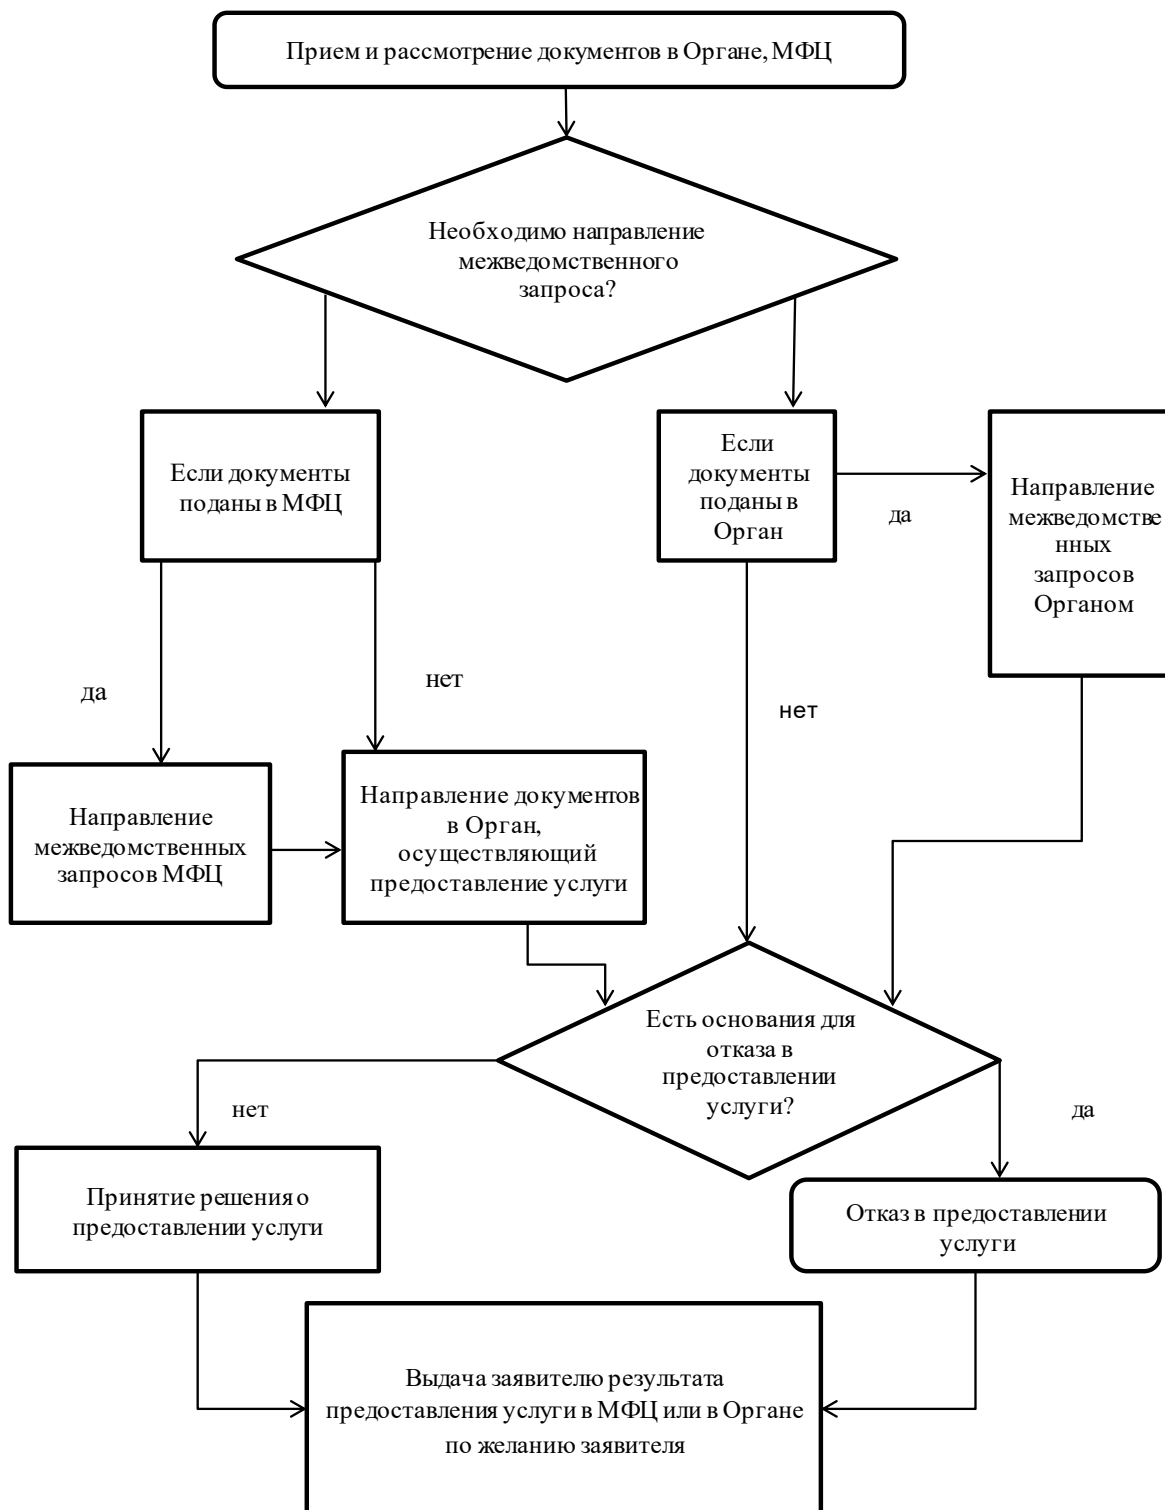 Прием и рассмотрение документов в Органе, МФЦ
Необходимо направление
межведомственного
запроса?
Если документы
поданы в МФЦ
Если
документы
поданы в
Орган
да
Направление
межведомстве
нных
запросов
Органом
да
нет
нет
Направление
межведомственных
запросов МФЦ
Направление документов
в Орган,
осуществляющий
предоставление услуги
Есть основания для
отказа в
предоставлении
услуги?
нет
да
Принятие решения о
предоставлении услуги
Отказ в предоставлении
услуги
Выдача заявителю результата
предоставления услуги в МФЦ или в Органе
по желанию заявителя